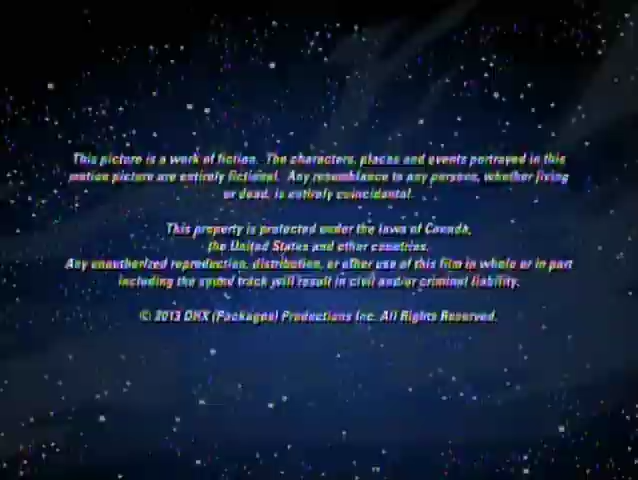 This picture is a work of fiction. The characters, places and events portrayed in this
motion picture are entirely fictional. Any resemblance to any persons, whether living
or dead, is entirely coincidental.
This property is protected under the laws of Canada,
the United States and other countries.
Any unauthorized reproduction, distribution, or other use of this film in whole or in part
including the sound track will result in civil and/or criminal liability.
© 2013 DHX (Packages) Productions Inc. All Rights Reserved.